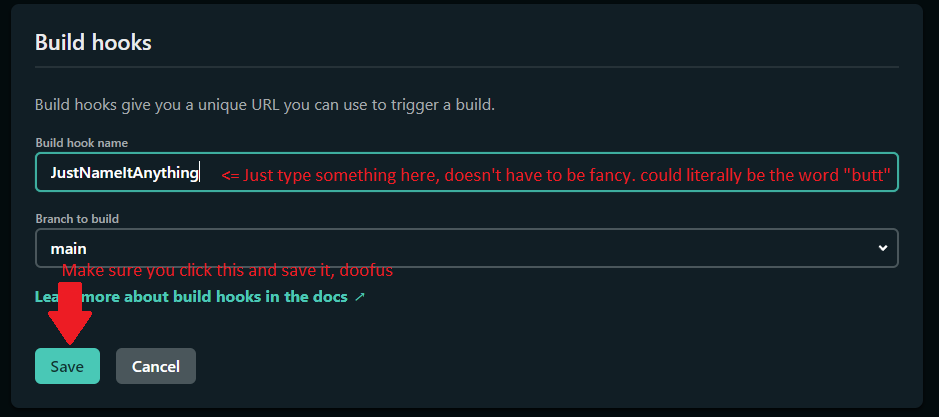 Build hooks
Build hooks give you a unique URL you can use to trigger a build.
Build hook name
JustNameItAnything <= Just type something here, doesn't have to be fancy. could literally be the word "butt"
Branch to build
main
Make sure you click this and save it, doofus
Learn more about build hooks in the docs ↗
Save Cancel